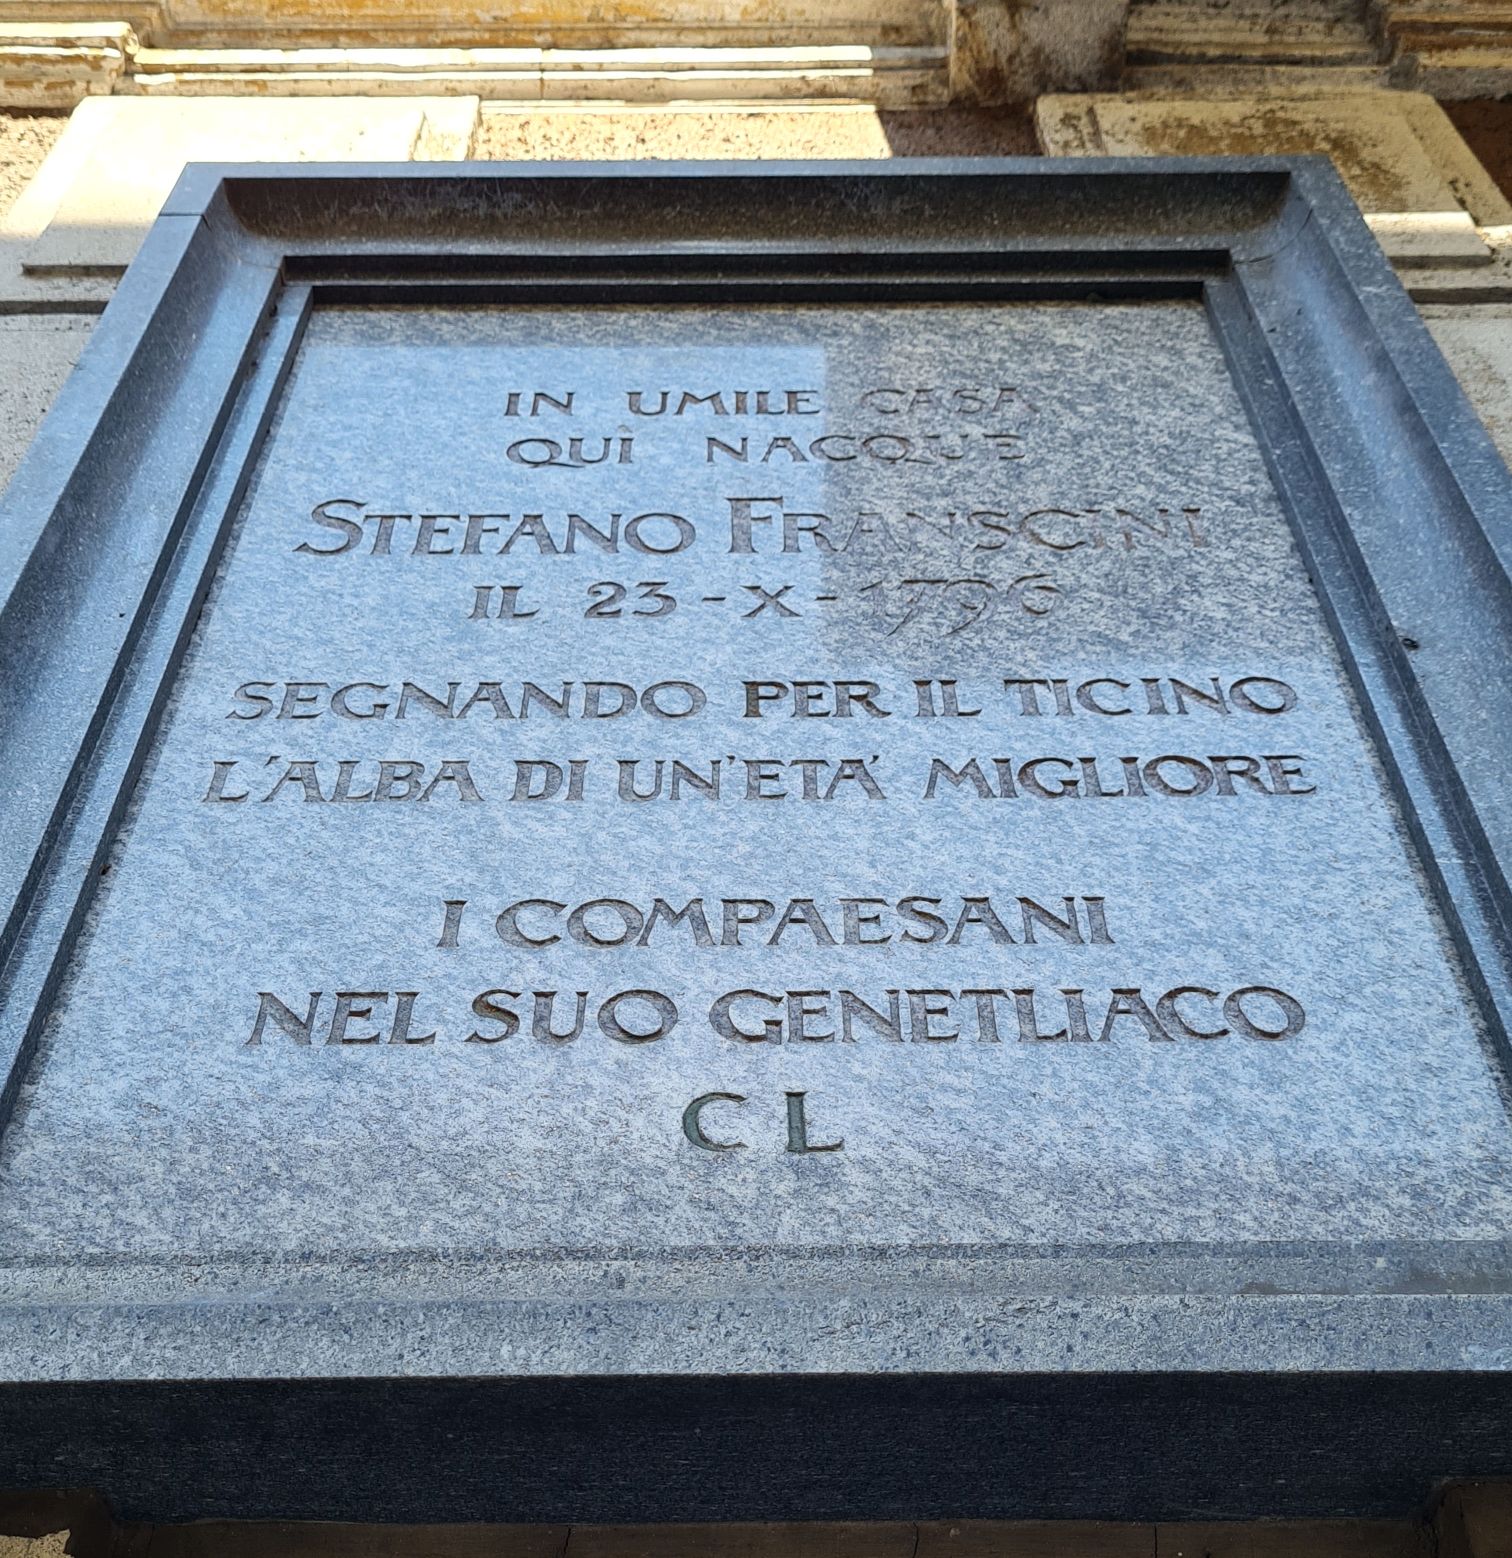 IN UMILE CASA
QUI NACQUE
STEFANO FRANSCINI
IL 23-X-1796
SEGNANDO PER IL TICINO
L'ALBA DI UN'ETA' MIGLIORE
I COMPAESANI
NEL SUO GENETLIACO
CL